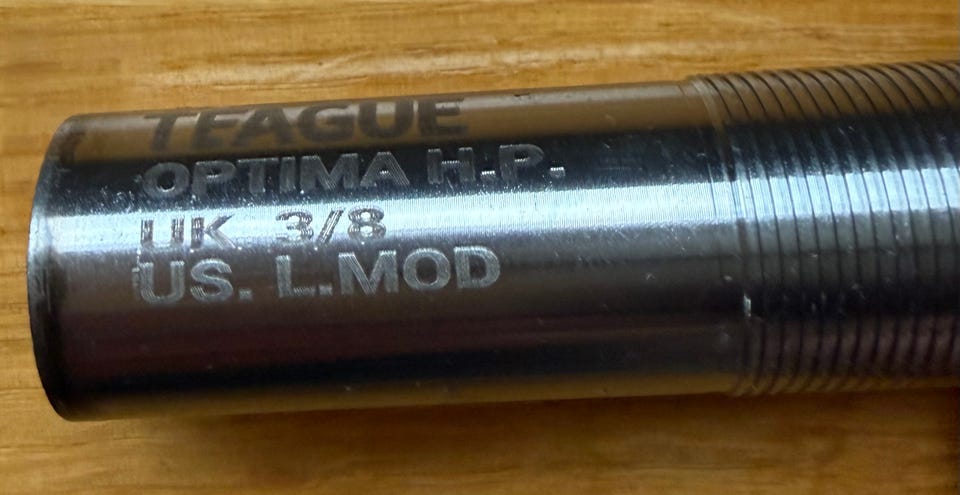 TEAGUE
OPTIMA H.P.
UK. 3/8
US. L.MOD